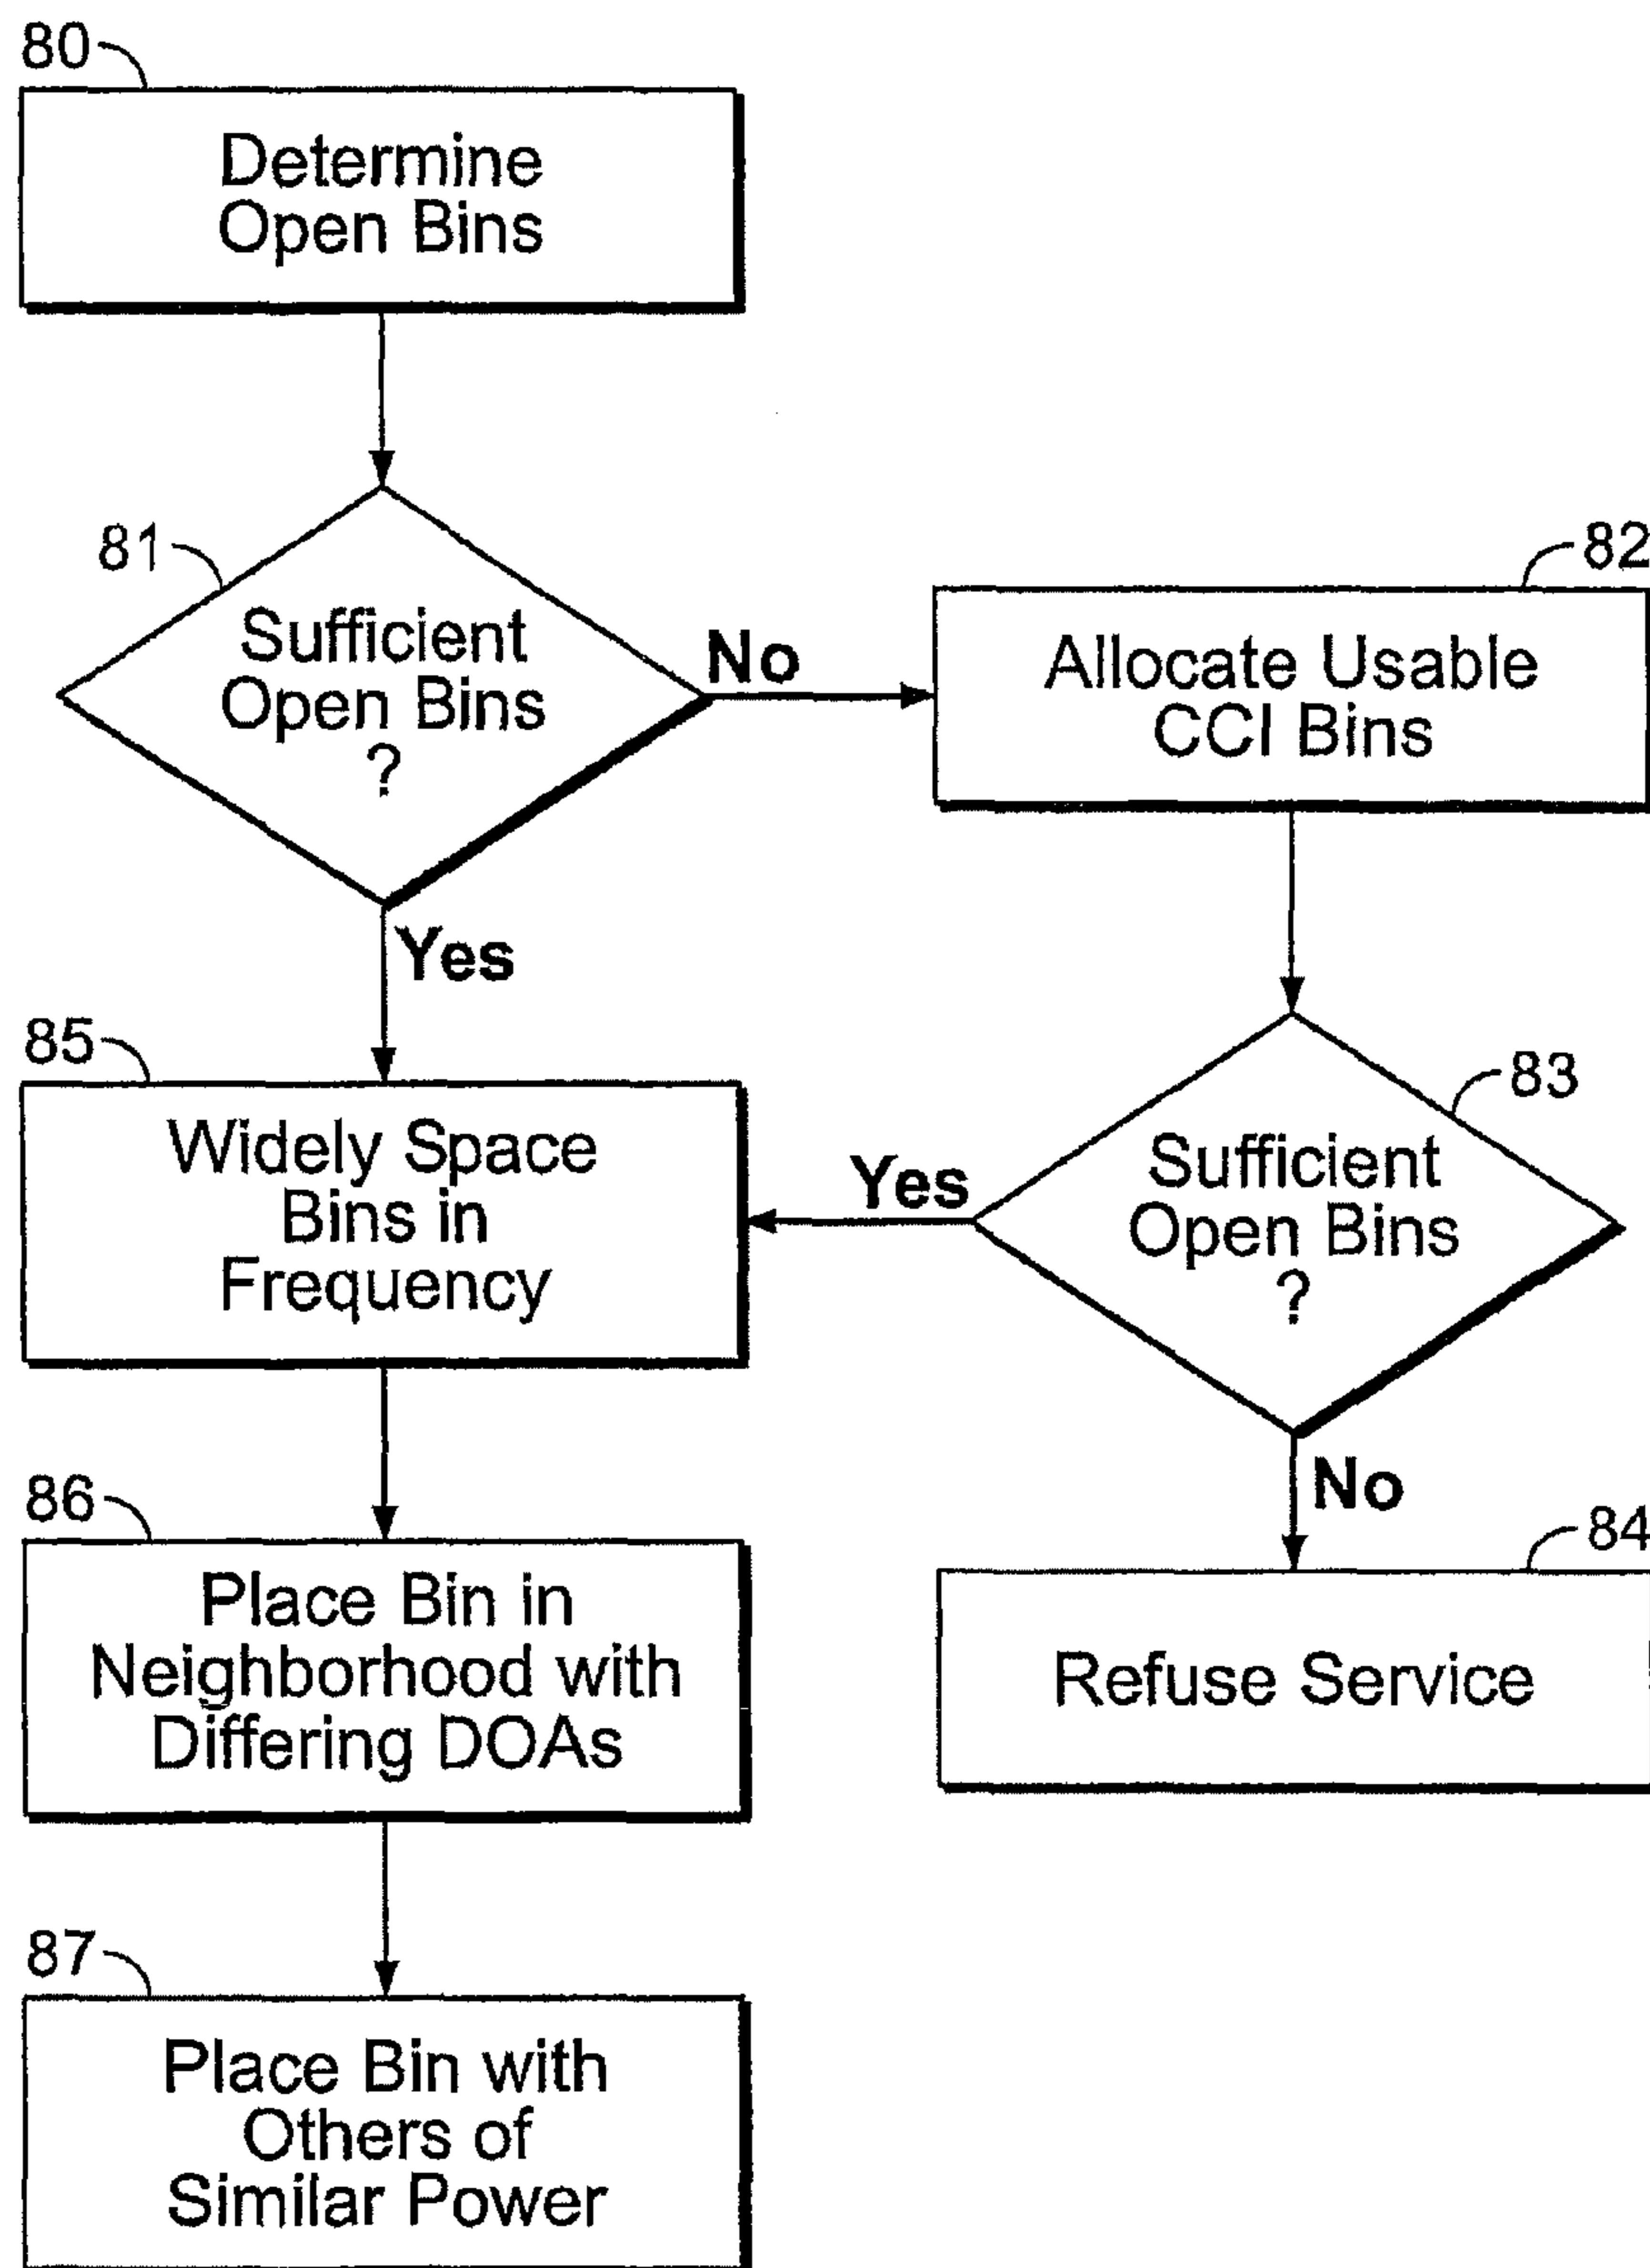 80
Determine
Open Bins
81
Sufficient
Open Bins
?
No
82
Allocate Usable
CCI Bins
Yes
85
Widely Space
Bins in
Frequency
Yes
83
Sufficient
Open Bins
?
No
86
Place Bin in
Neighborhood with
Differing DOAs
84
Refuse Service
87
Place Bin with
Others of
Similar Power